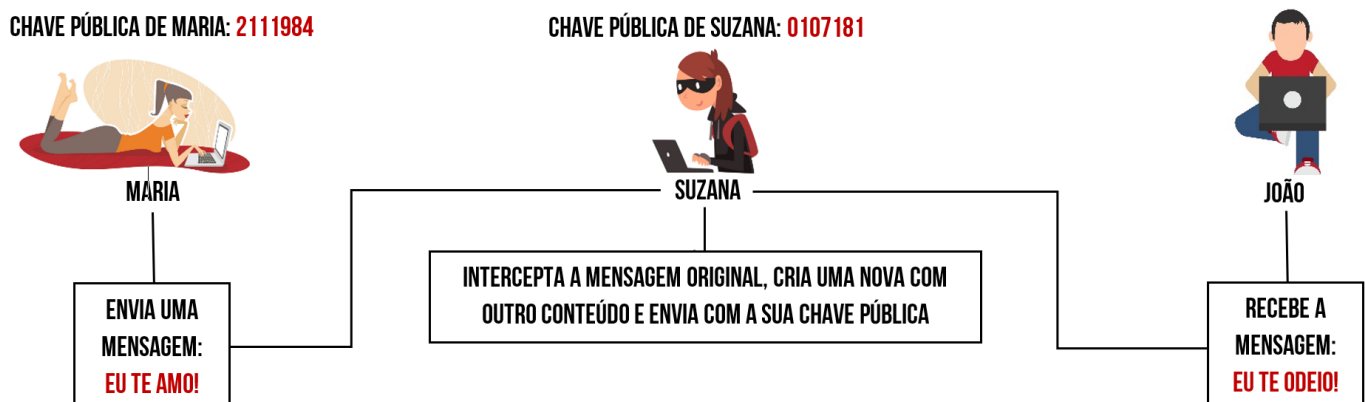 CHAVE PÚBLICA DE MARIA: 2111984
CHAVE PÚBLICA DE SUZANA: 0107181
MARIA
SUZANA
JOÃO
ENVIA UMA
MENSAGEM:
EU TE AMO!
INTERCEPTA A MENSAGEM ORIGINAL, CRIA UMA NOVA COM
OUTRO CONTEÚDO E ENVIA COM A SUA CHAVE PÚBLICA
RECEBE A
MENSAGEM:
EU TE ODEIO!